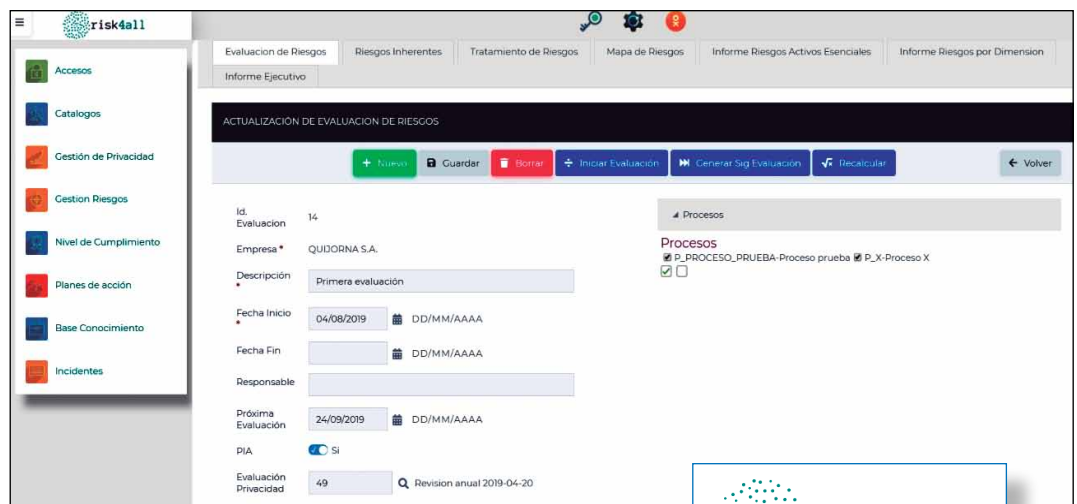 risk4all
Accesos
Catalogos
Gestión de Privacidad
Gestion Riesgos
Nivel de Cumplimiento
Planes de acción
Base Conocimiento
Incidentes
Evaluacion de Riesgos Riesgos Inherentes Tratamiento de Riesgos Mapa de Riesgos Informe Riesgos Activos Esenciales Informe Riesgos por Dimension
Informe Ejecutivo
ACTUALIZACIÓN DE EVALUACION DE RIESGOS
Nuevo Guardar Borrar Iniciar Evaluación Generar Sig Evaluación Recalcular Volver
Id. Evaluacion 14
Empresa * QUIJORNA S.A.
Descripción * Primera evaluación
Fecha Inicio * 04/08/2019 DD/MM/AAAA
Fecha Fin DD/MM/AAAA
Responsable
Próxima Evaluación 24/09/2019 DD/MM/AAAA
PIA Si
Evaluación Privacidad 49 Revision anual 2019-04-20
Procesos
Procesos
P_PROCESO_PRUEBA-Proceso prueba P_X-Proceso X